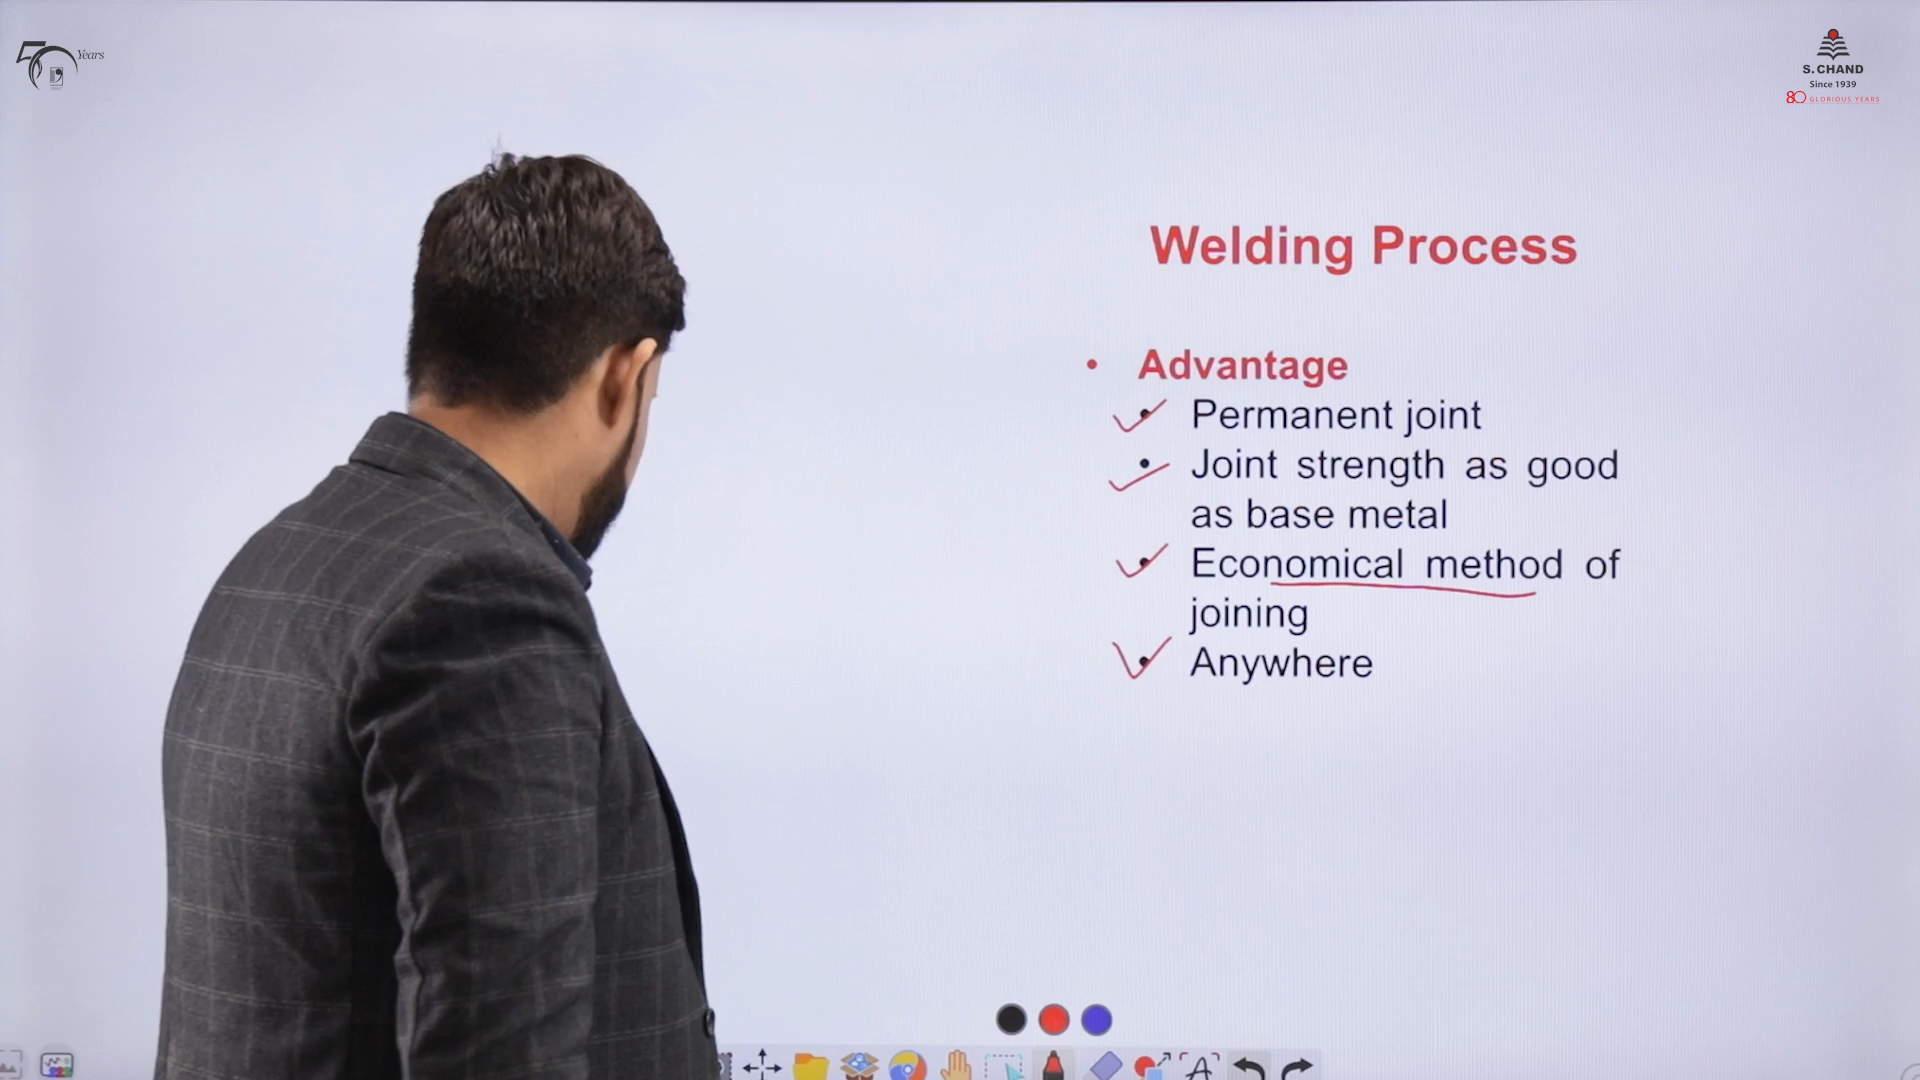 50 Years
S. CHAND
Since 1939
80 GLORIOUS YEARS
Welding Process
• Advantage
• Permanent joint
• Joint strength as good
as base metal
• Economical method of
joining
• Anywhere